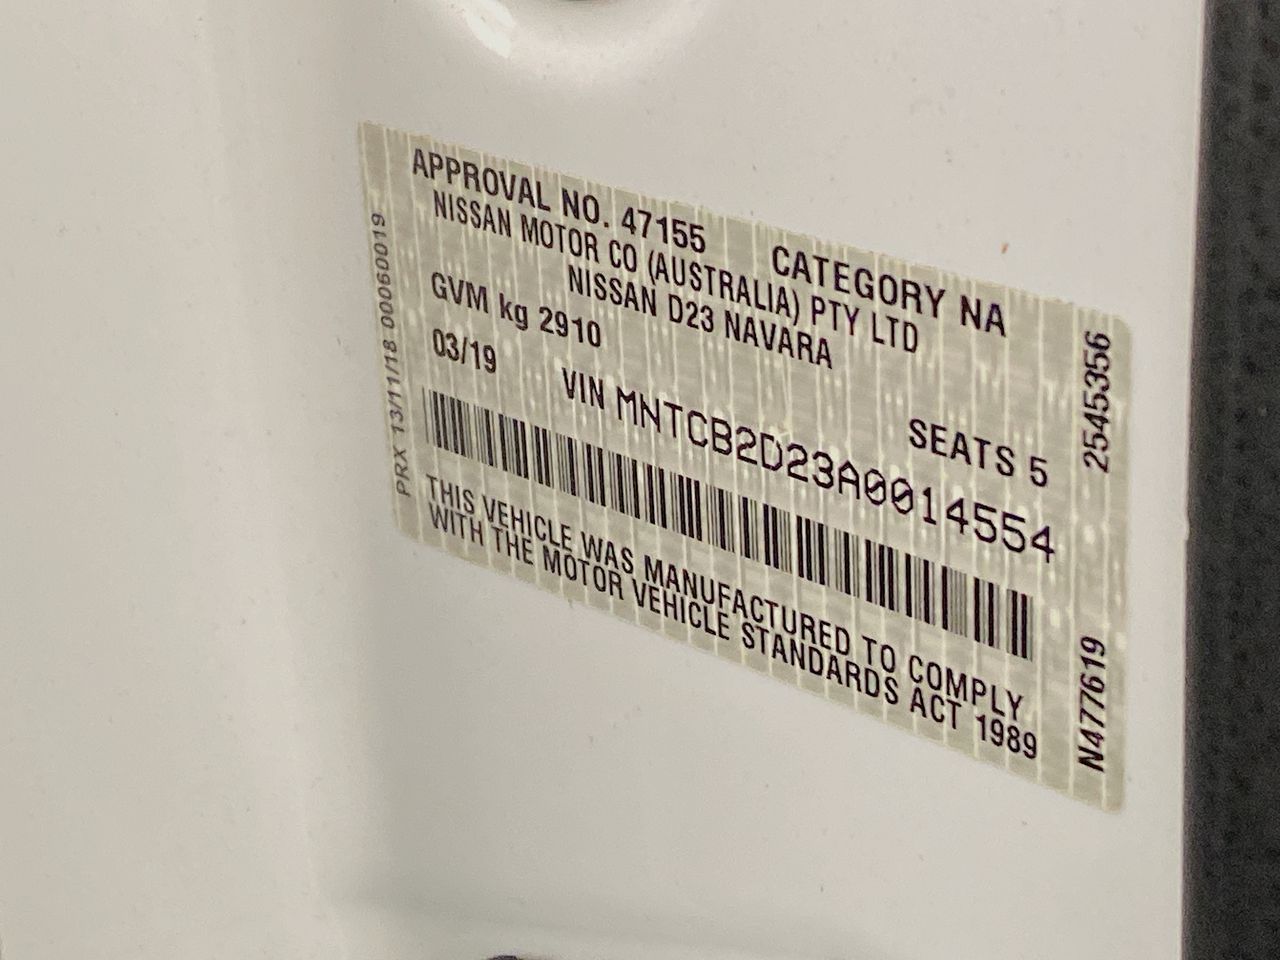 APPROVAL NO. 47155 CATEGORY NA
NISSAN MOTOR CO (AUSTRALIA) PTY LTD
NISSAN D23 NAVARA
GVM kg 2910 SEATS 5
03/19 VIN MNTCB2D23A0014554
THIS VEHICLE WAS MANUFACTURED TO COMPLY
WITH THE MOTOR VEHICLE STANDARDS ACT 1989
PRX 13/11/18 00060019
2545356
N477619